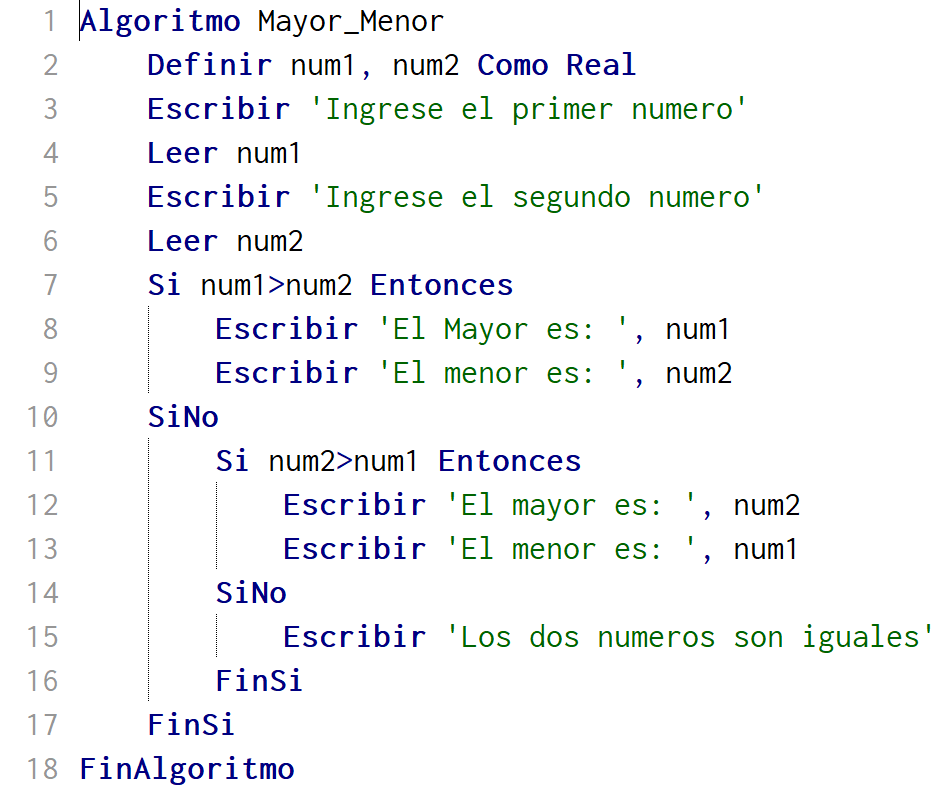 1 Algoritmo Mayor_Menor
2 Definir num1, num2 Como Real
3 Escribir 'Ingrese el primer numero'
4 Leer num1
5 Escribir 'Ingrese el segundo numero'
6 Leer num2
7 Si num1>num2 Entonces
8 Escribir 'El Mayor es: ', num1
9 Escribir 'El menor es: ', num2
10 SiNo
11 Si num2>num1 Entonces
12 Escribir 'El mayor es: ', num2
13 Escribir 'El menor es: ', num1
14 SiNo
15 Escribir 'Los dos numeros son iguales'
16 FinSi
17 FinSi
18 FinAlgoritmo